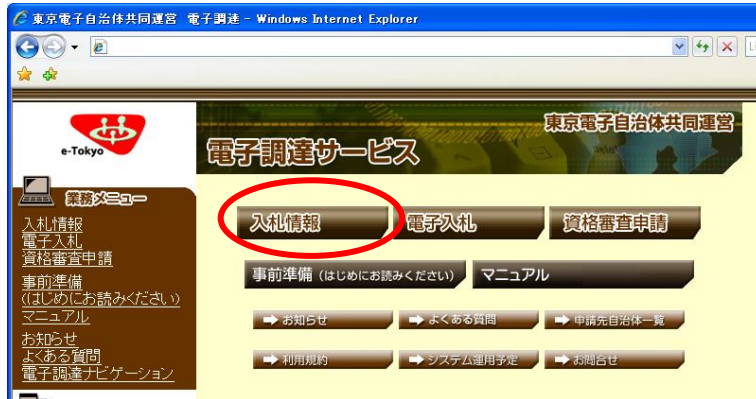 東京電子自治体共同運営 電子調達 - Windows Internet Explorer
e-Tokyo
東京電子自治体共同運営
電子調達サービス
業務メニュー
入札情報
電子入札
資格審査申請
事前準備
(はじめにお読みください)
マニュアル
お知らせ
よくある質問
電子調達ナビゲーション
入札情報 電子入札 資格審査申請
事前準備(はじめにお読みください) マニュアル
お知らせ よくある質問 申請先自治体一覧
利用規約 システム運用予定 お問合せ